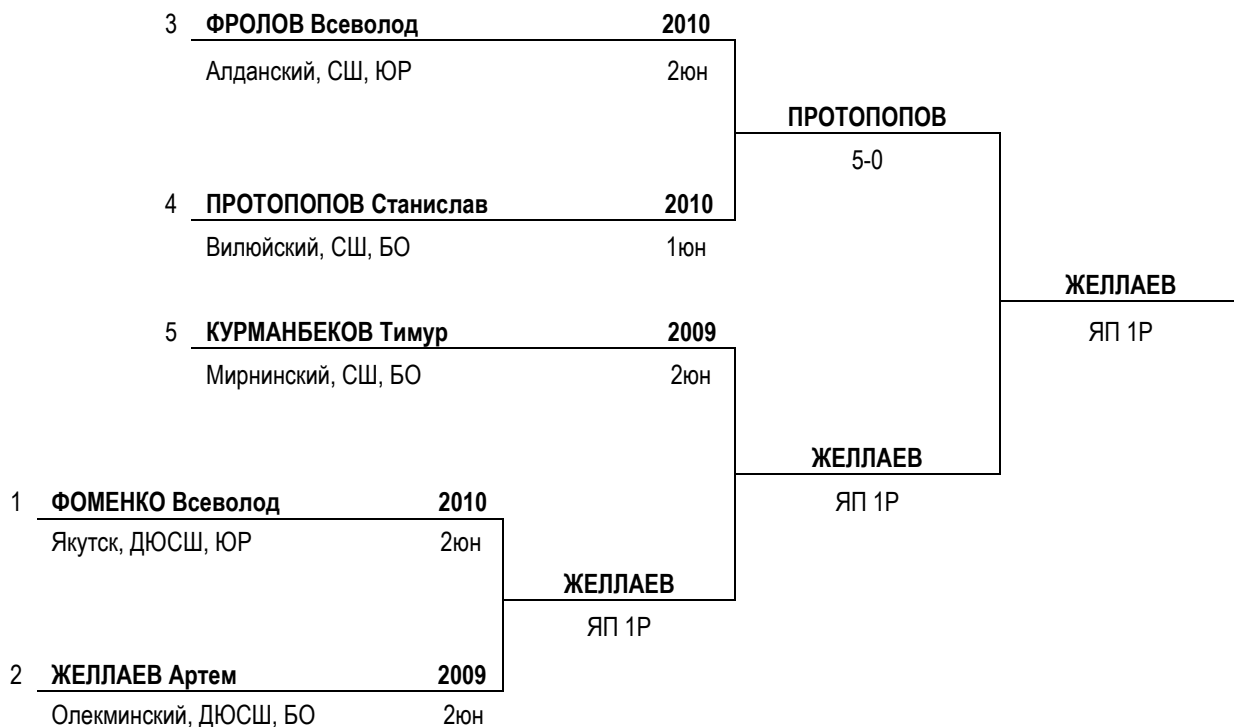 3 ФРОЛОВ Всеволод 2010
Алданский, СШ, ЮР 2юн
ПРОТОПОПОВ
5-0
4 ПРОТОПОПОВ Станислав 2010
Вилюйский, СШ, БО 1юн
ЖЕЛЛАЕВ
ЯП 1Р
5 КУРМАНБЕКОВ Тимур 2009
Мирнинский, СШ, БО 2юн
ЖЕЛЛАЕВ
ЯП 1Р
1 ФОМЕНКО Всеволод 2010
Якутск, ДЮСШ, ЮР 2юн
ЖЕЛЛАЕВ
ЯП 1Р
2 ЖЕЛЛАЕВ Артем 2009
Олекминский, ДЮСШ, БО 2юн